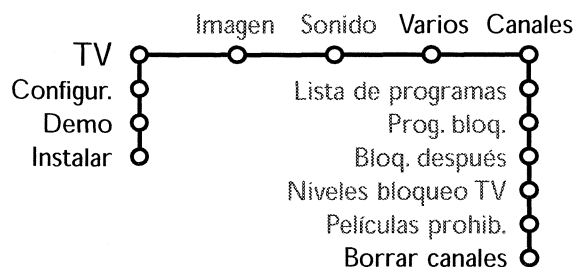 Imagen Sonido Varios Canales
TV
Configur. Lista de programas
Demo Prog. bloq.
Instalar Bloq. después
Niveles bloqueo TV
Películas prohib.
Borrar canales